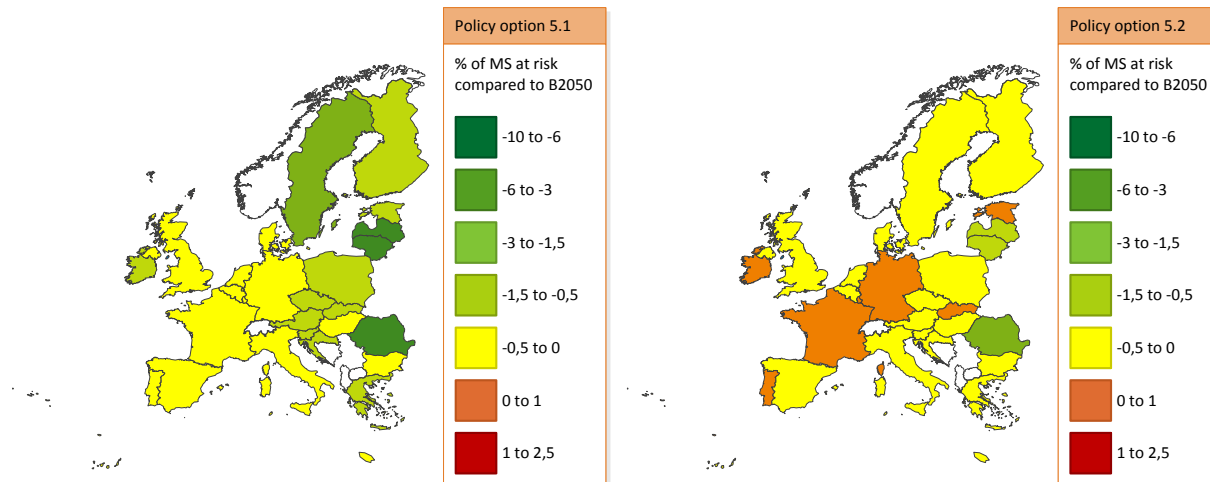 Policy option 5.1
% of MS at risk
compared to B2050
-10 to -6
-6 to -3
-3 to -1,5
-1,5 to -0,5
-0,5 to 0
0 to 1
1 to 2,5
Policy option 5.2
% of MS at risk
compared to B2050
-10 to -6
-6 to -3
-3 to -1,5
-1,5 to -0,5
-0,5 to 0
0 to 1
1 to 2,5